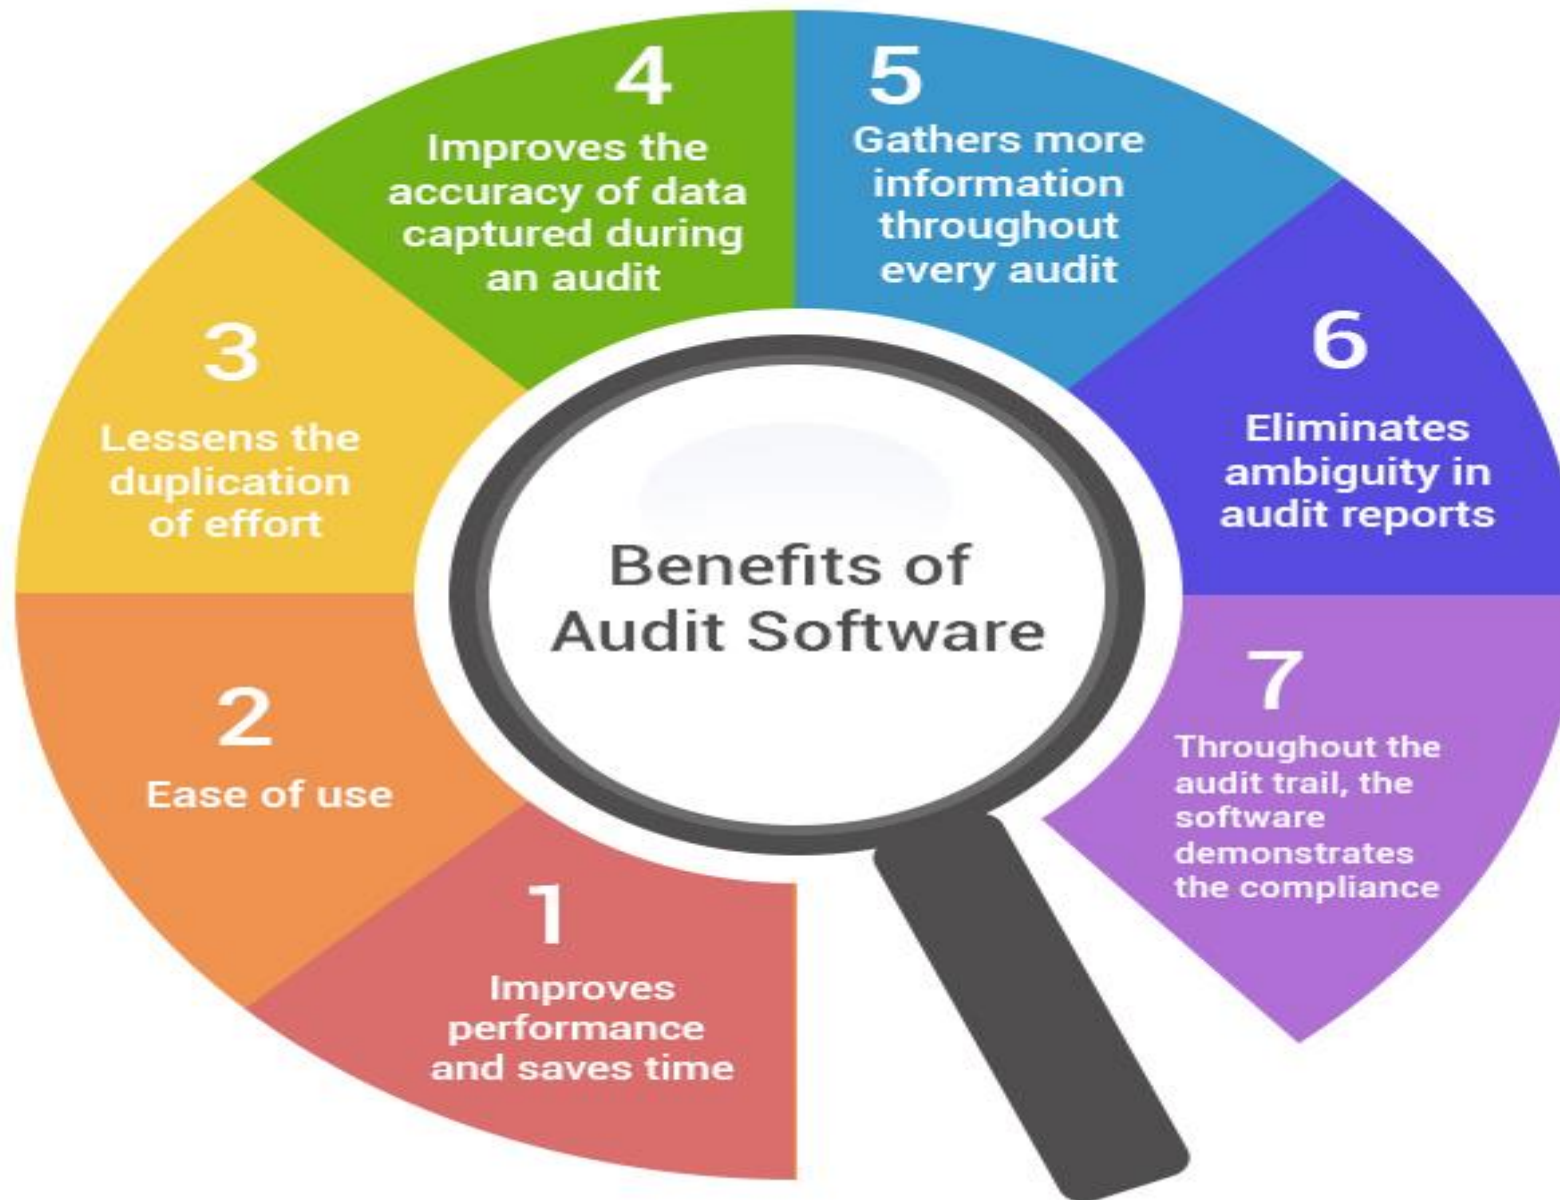 Benefits of
Audit Software
1
Improves
performance
and saves time
2
Ease of use
3
Lessens the
duplication
of effort
4
Improves the
accuracy of data
captured during
an audit
5
Gathers more
information
throughout
every audit
6
Eliminates
ambiguity in
audit reports
7
Throughout the
audit trail, the
software
demonstrates
the compliance